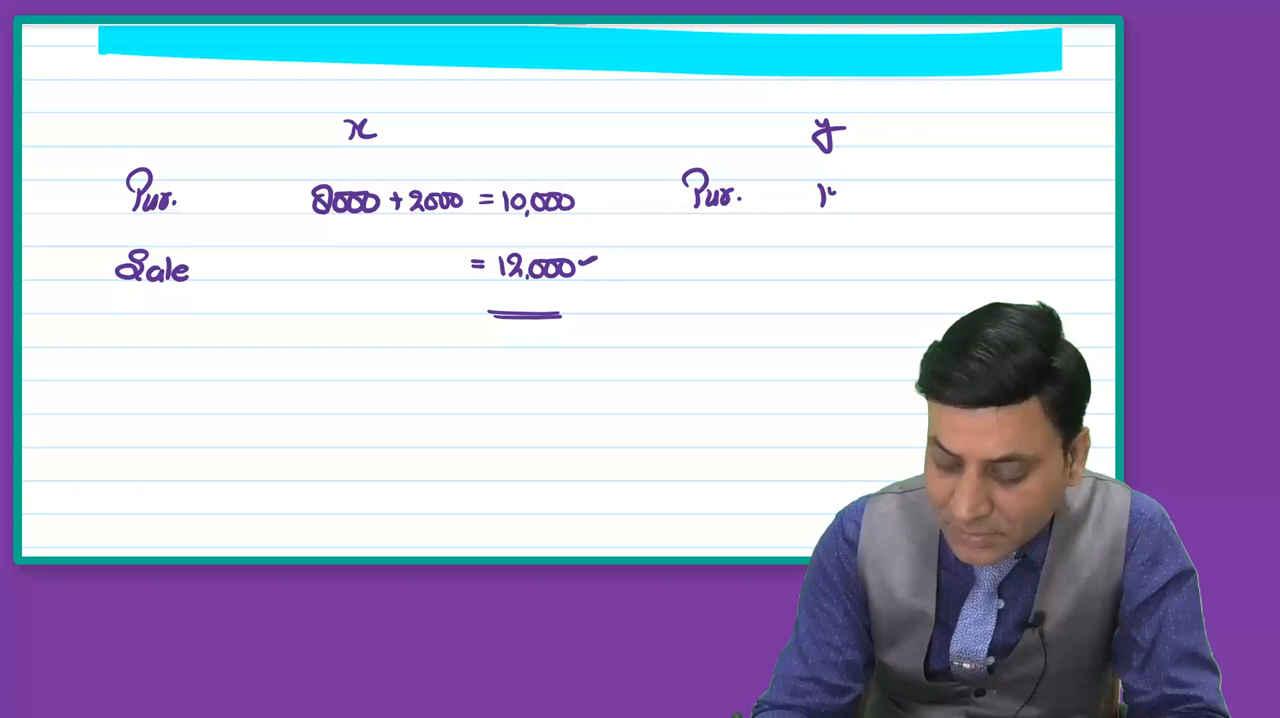 x y
Pur. 8000 + 2000 = 10,000 Pur.
Sale = 12,000